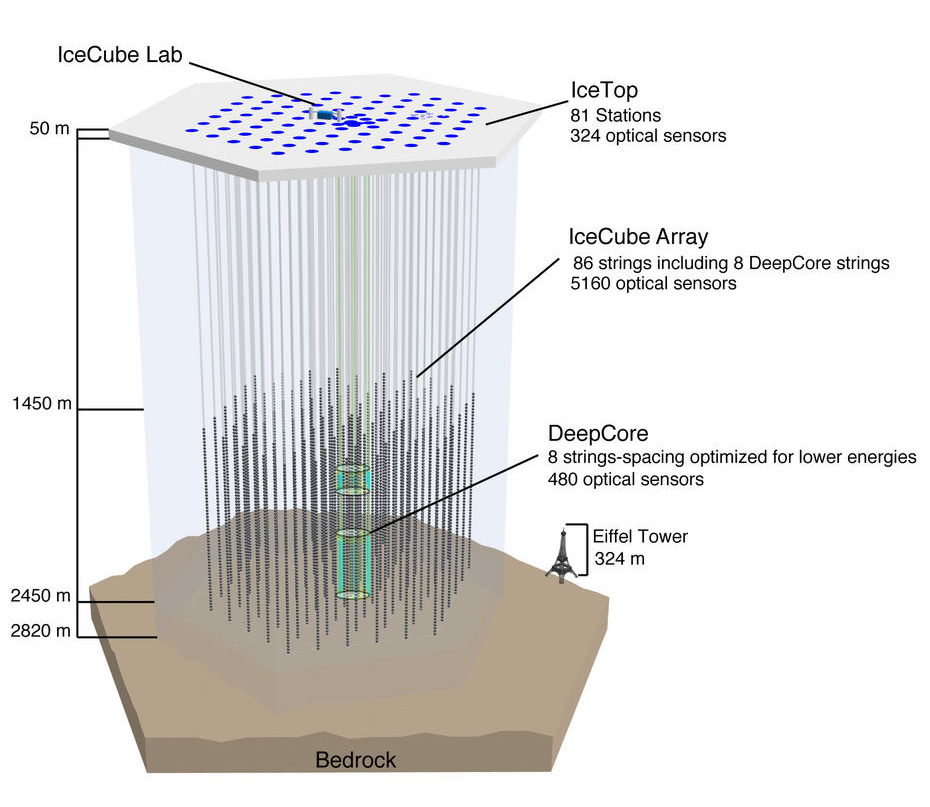 IceCube Lab
IceTop
81 Stations
324 optical sensors
50 m
IceCube Array
86 strings including 8 DeepCore strings
5160 optical sensors
1450 m
DeepCore
8 strings-spacing optimized for lower energies
480 optical sensors
Eiffel Tower
324 m
2450 m
2820 m
Bedrock